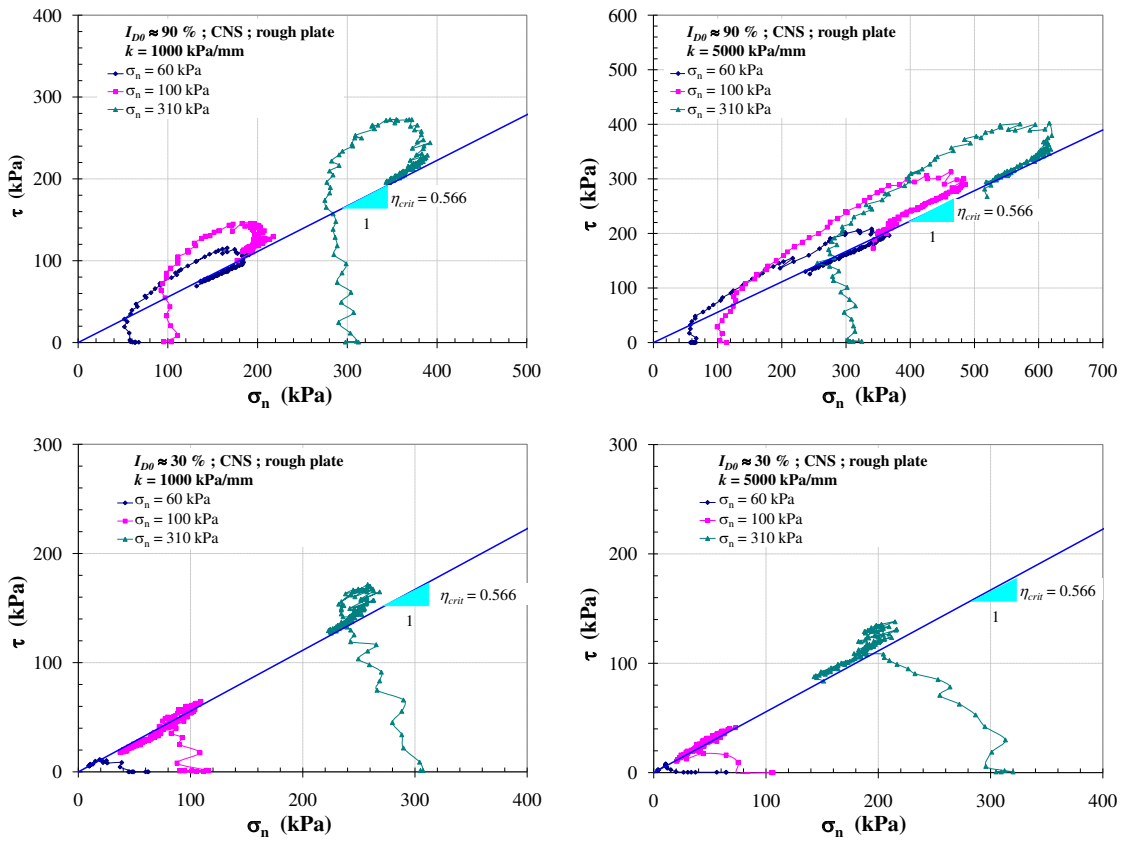 I_D0 ≈ 90 % ; CNS ; rough plate
k = 1000 kPa/mm
σn = 60 kPa
σn = 100 kPa
σn = 310 kPa
400
300
200
100
0
τ (kPa)
ηcrit = 0.566
1
0 100 200 300 400 500
σn (kPa)
I_D0 ≈ 90 % ; CNS ; rough plate
k = 5000 kPa/mm
σn = 60 kPa
σn = 100 kPa
σn = 310 kPa
600
500
400
300
200
100
0
τ (kPa)
ηcrit = 0.566
1
0 100 200 300 400 500 600 700
σn (kPa)
I_D0 ≈ 30 % ; CNS ; rough plate
k = 1000 kPa/mm
σn = 60 kPa
σn = 100 kPa
σn = 310 kPa
300
200
100
0
τ (kPa)
ηcrit = 0.566
1
0 100 200 300 400
σn (kPa)
I_D0 ≈ 30 % ; CNS ; rough plate
k = 5000 kPa/mm
σn = 60 kPa
σn = 100 kPa
σn = 310 kPa
300
200
100
0
τ (kPa)
ηcrit = 0.566
1
0 100 200 300 400
σn (kPa)